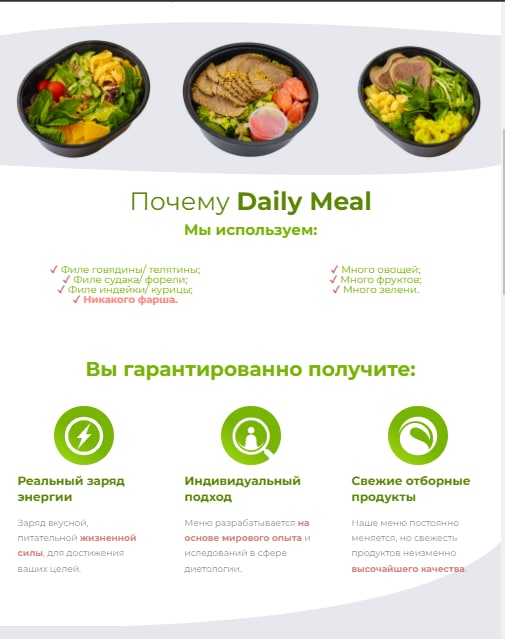 Почему Daily Meal
Мы используем:
✓ Филе говядины/ телятины;
✓ Филе судака/ форели;
✓ Филе индейки/ курицы;
✓ Никакого фарша.
✓ Много овощей;
✓ Много фруктов;
✓ Много зелени.
Вы гарантированно получите:
Реальный заряд
энергии
Заряд вкусной,
питательной жизненной
силы, для достижения
ваших целей.
Индивидуальный
подход
Меню разрабатывается на
основе мирового опыта и
иследований в сфере
диетологии.
Свежие отборные
продукты
Наше меню постоянно
меняется, но свежесть
продуктов неизменно
высочайшего качества.